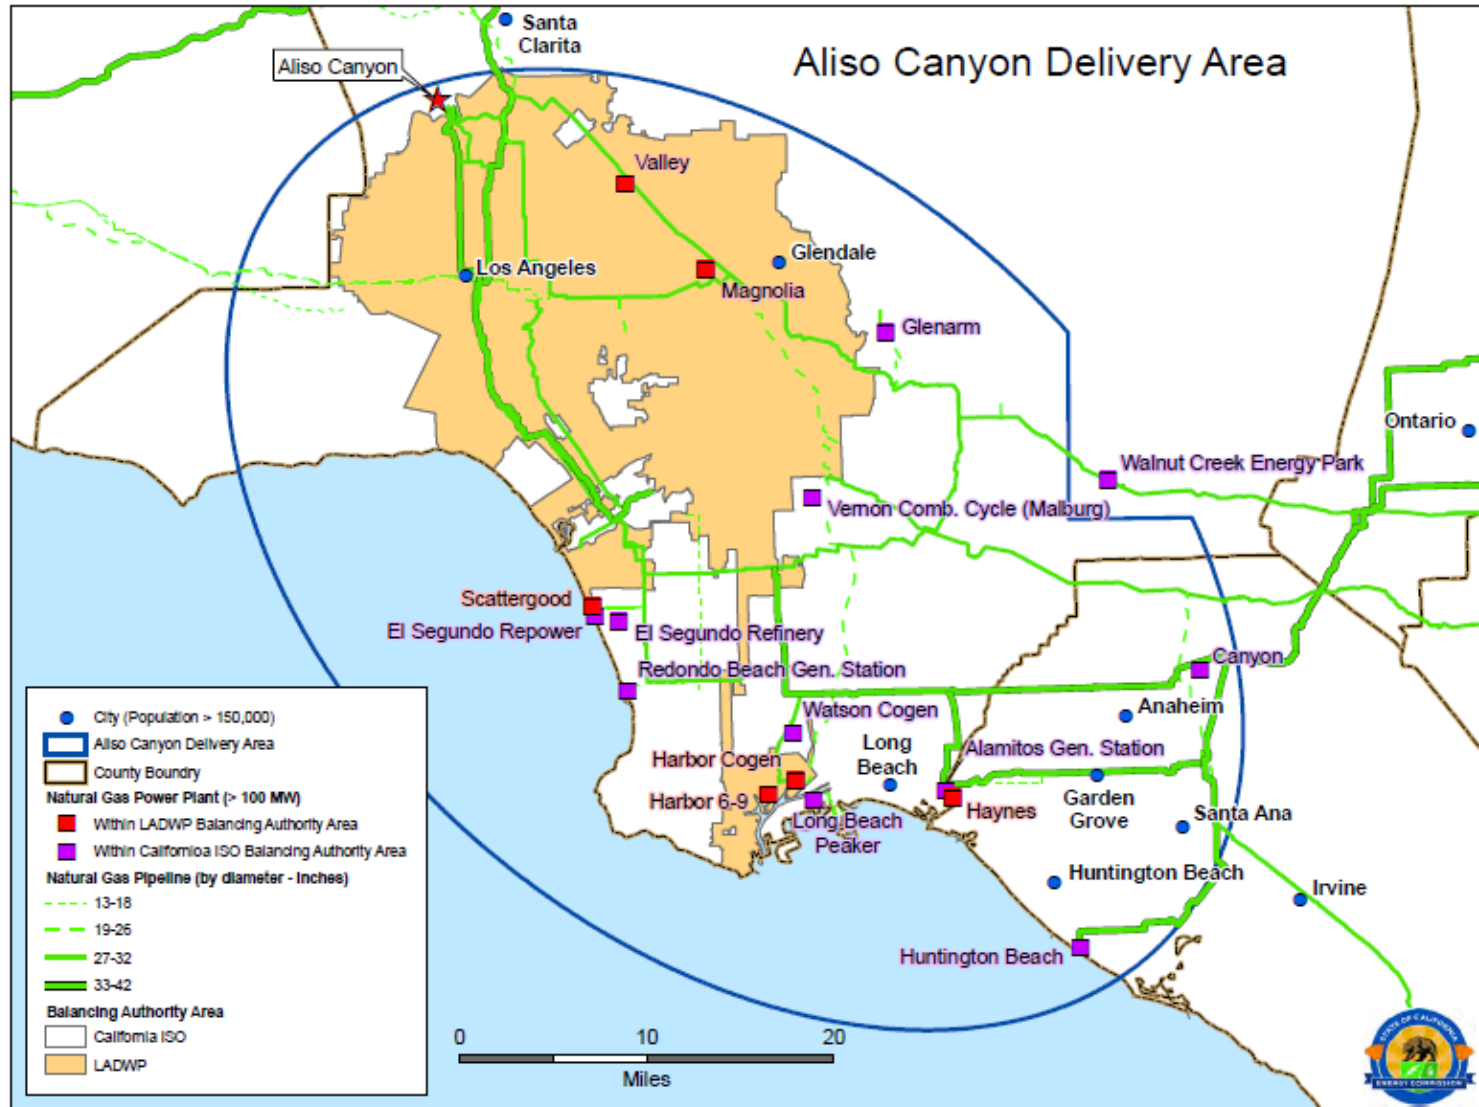 Aliso Canyon Delivery Area
Santa
Clarita
Aliso Canyon
Valley
Glendale
Los Angeles
Magnolia
Glenarm
Ontario
Walnut Creek Energy Park
Vernon Comb. Cycle (Malburg)
Scattergood
El Segundo Repower
El Segundo Refinery
Redondo Beach Gen. Station
Canyon
Watson Cogen
Anaheim
Long
Beach
Alamitos Gen. Station
Harbor Cogen
Harbor 6-9
Long Beach
Peaker
Haynes
Garden
Grove
Santa Ana
Huntington Beach
Irvine
Huntington Beach
City (Population > 150,000)
Aliso Canyon Delivery Area
County Boundry
Natural Gas Power Plant (> 100 MW)
Within LADWP Balancing Authority Area
Within Californioa ISO Balancing Authority Area
Natural Gas Pipeline (by diameter - Inches)
13-18
19-26
27-32
33-42
Balancing Authority Area
California ISO
LADWP
0 10 20
Miles
STATE OF CALIFORNIA
ENERGY COMMISSION